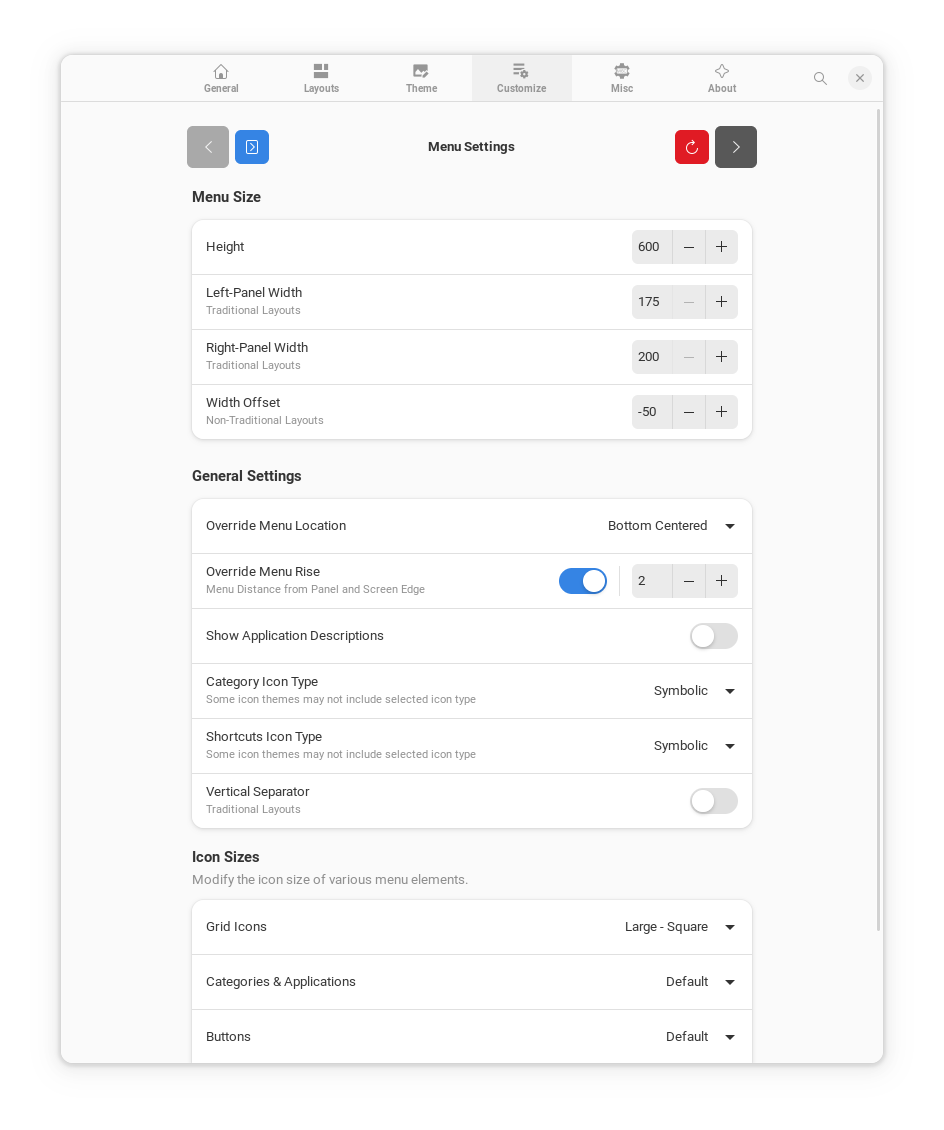 General
Layouts
Theme
Customize
Misc
About
Menu Settings
Menu Size
Height
600
Left-Panel Width
Traditional Layouts
175
Right-Panel Width
Traditional Layouts
200
Width Offset
Non-Traditional Layouts
-50
General Settings
Override Menu Location
Bottom Centered
Override Menu Rise
Menu Distance from Panel and Screen Edge
2
Show Application Descriptions
Category Icon Type
Some icon themes may not include selected icon type
Symbolic
Shortcuts Icon Type
Some icon themes may not include selected icon type
Symbolic
Vertical Separator
Traditional Layouts
Icon Sizes
Modify the icon size of various menu elements.
Grid Icons
Large - Square
Categories & Applications
Default
Buttons
Default